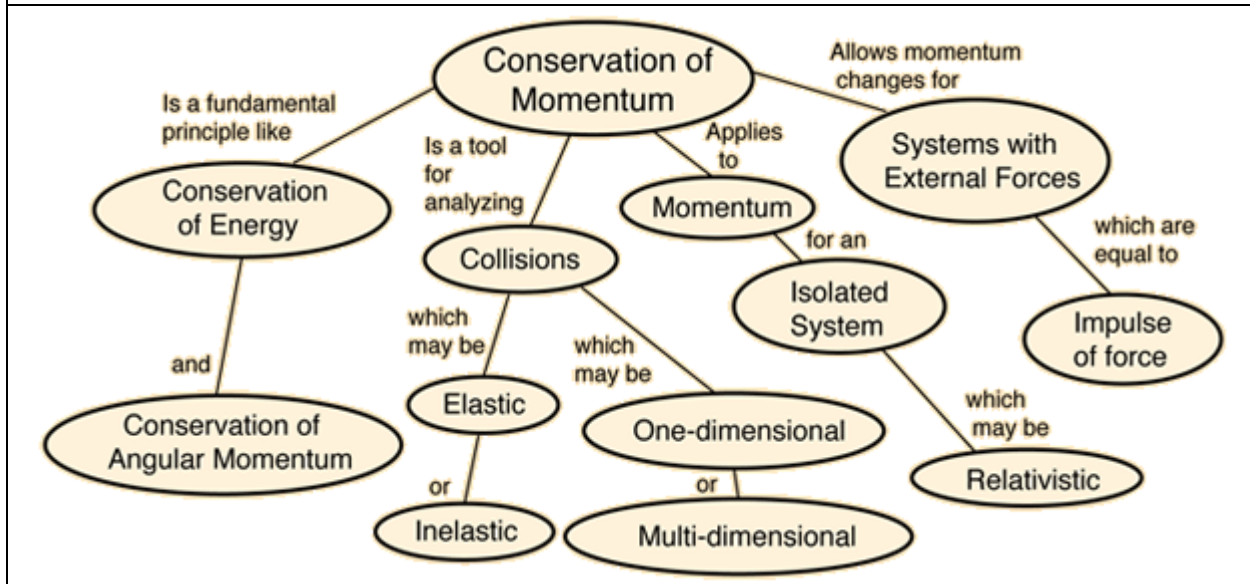 Conservation of
Momentum
Allows momentum
changes for
Is a fundamental
principle like
Is a tool
for
analyzing
Applies
to
Systems with
External Forces
Conservation
of Energy
Momentum
which are
equal to
Collisions
for an
Isolated
System
Impulse
of force
which
may be
which
may be
and
Elastic
One-dimensional
which
may be
Conservation of
Angular Momentum
Relativistic
or
or
Inelastic
Multi-dimensional